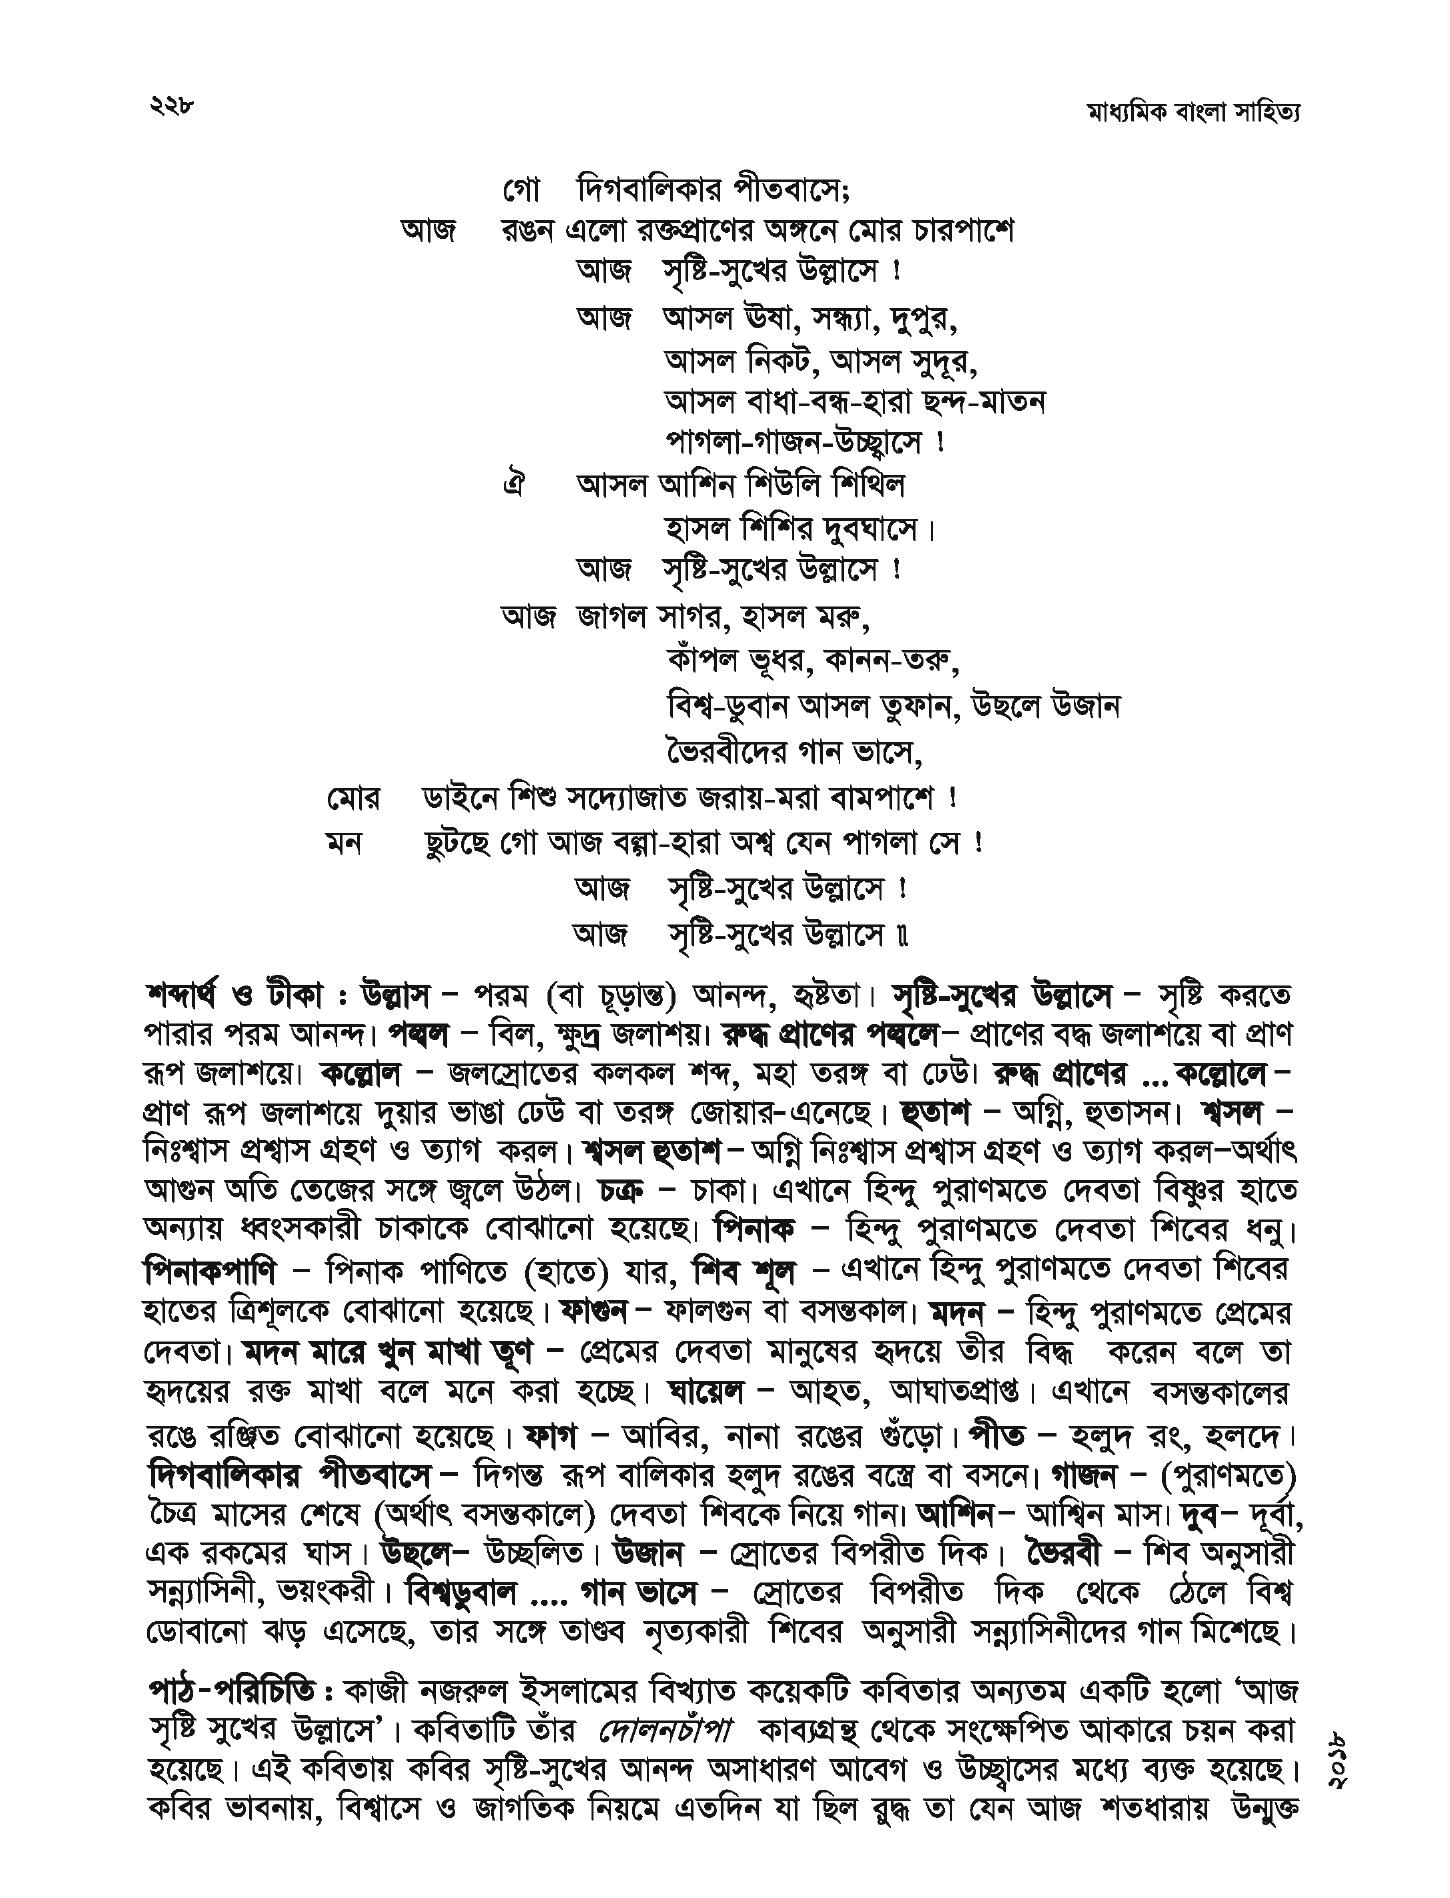 ২২৮
মাধ্যমিক বাংলা সাহিত্য
গো দিগবালিকার পীতবাসে;
আজ রঙন এলো রক্তপ্রাণের অঙ্গনে মোর চারপাশে
আজ সৃষ্টি-সুখের উল্লাসে !
আজ আসল ঊষা, সন্ধ্যা, দুপুর,
আসল নিকট, আসল সুদূর,
আসল বাধা-বন্ধ-হারা ছন্দ-মাতন
পাগলা-গাজন-উচ্ছ্বাসে !
ঐ আসল আশিন শিউলি শিথিল
হাসল শিশির দুবঘাসে।
আজ সৃষ্টি-সুখের উল্লাসে !
আজ জাগল সাগর, হাসল মরু,
কাঁপল ভূধর, কানন-তরু,
বিশ্ব-ডুবান আসল তুফান, উছলে উজান
ভৈরবীদের গান ভাসে,
মোর ডাইনে শিশু সদ্যোজাত জরায়-মরা বামপাশে !
মন ছুটছে গো আজ বল্গা-হারা অশ্ব যেন পাগলা সে !
আজ সৃষ্টি-সুখের উল্লাসে !
আজ সৃষ্টি-সুখের উল্লাসে ॥
শব্দার্থ ও টীকা : উল্লাস – পরম (বা চূড়ান্ত) আনন্দ, হৃষ্টতা। সৃষ্টি-সুখের উল্লাসে – সৃষ্টি করতে
পারার পরম আনন্দ। পল্বল – বিল, ক্ষুদ্র জলাশয়। রুদ্ধ প্রাণের পল্বলে– প্রাণের বদ্ধ জলাশয়ে বা প্রাণ
রূপ জলাশয়ে। কল্লোল – জলস্রোতের কলকল শব্দ, মহা তরঙ্গ বা ঢেউ। রুদ্ধ প্রাণের ... কল্লোলে –
প্রাণ রূপ জলাশয়ে দুয়ার ভাঙা ঢেউ বা তরঙ্গ জোয়ার-এনেছে। হুতাশ – অগ্নি, হুতাসন। শ্বসল –
নিঃশ্বাস প্রশ্বাস গ্রহণ ও ত্যাগ করল। শ্বসল হুতাশ – অগ্নি নিঃশ্বাস প্রশ্বাস গ্রহণ ও ত্যাগ করল–অর্থাৎ
আগুন অতি তেজের সঙ্গে জ্বলে উঠল। চক্র – চাকা। এখানে হিন্দু পুরাণমতে দেবতা বিষ্ণুর হাতে
অন্যায় ধ্বংসকারী চাকাকে বোঝানো হয়েছে। পিনাক – হিন্দু পুরাণমতে দেবতা শিবের ধনু।
পিনাকপাণি – পিনাক পাণিতে (হাতে) যার, শিব শূল – এখানে হিন্দু পুরাণমতে দেবতা শিবের
হাতের ত্রিশূলকে বোঝানো হয়েছে। ফাগুন – ফালগুন বা বসন্তকাল। মদন – হিন্দু পুরাণমতে প্রেমের
দেবতা। মদন মারে খুন মাখা তূণ – প্রেমের দেবতা মানুষের হৃদয়ে তীর বিদ্ধ করেন বলে তা
হৃদয়ের রক্ত মাখা বলে মনে করা হচ্ছে। ঘায়েল – আহত, আঘাতপ্রাপ্ত। এখানে বসন্তকালের
রঙে রঞ্জিত বোঝানো হয়েছে। ফাগ – আবির, নানা রঙের গুঁড়ো। পীত – হলুদ রং, হলদে।
দিগবালিকার পীতবাসে – দিগন্ত রূপ বালিকার হলুদ রঙের বস্ত্রে বা বসনে। গাজন – (পুরাণমতে)
চৈত্র মাসের শেষে (অর্থাৎ বসন্তকালে) দেবতা শিবকে নিয়ে গান। আশিন– আশ্বিন মাস। দুব– দূর্বা,
এক রকমের ঘাস। উছলে– উচ্ছলিত। উজান – স্রোতের বিপরীত দিক। ভৈরবী – শিব অনুসারী
সন্ন্যাসিনী, ভয়ংকরী। বিশ্বডুবাল .... গান ভাসে – স্রোতের বিপরীত দিক থেকে ঠেলে বিশ্ব
ডোবানো ঝড় এসেছে, তার সঙ্গে তাণ্ডব নৃত্যকারী শিবের অনুসারী সন্ন্যাসিনীদের গান মিশেছে।
পাঠ-পরিচিতি : কাজী নজরুল ইসলামের বিখ্যাত কয়েকটি কবিতার অন্যতম একটি হলো ‘আজ
সৃষ্টি সুখের উল্লাসে’। কবিতাটি তাঁর দোলনচাঁপা কাব্যগ্রন্থ থেকে সংক্ষেপিত আকারে চয়ন করা
হয়েছে। এই কবিতায় কবির সৃষ্টি-সুখের আনন্দ অসাধারণ আবেগ ও উচ্ছ্বাসের মধ্যে ব্যক্ত হয়েছে।
কবির ভাবনায়, বিশ্বাসে ও জাগতিক নিয়মে এতদিন যা ছিল রুদ্ধ তা যেন আজ শতধারায় উন্মুক্ত
২০১৮